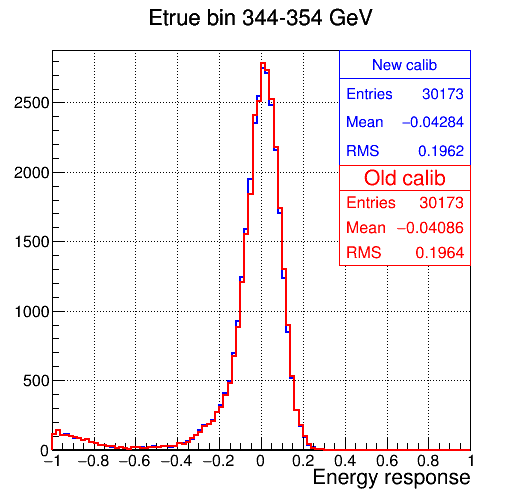 Etrue bin 344-354 GeV
New calib
Entries 30173
Mean −0.04284
RMS 0.1962
Old calib
Entries 30173
Mean −0.04086
RMS 0.1964
2500
2000
1500
1000
500
0
−1 −0.8 −0.6 −0.4 −0.2 0 0.2 0.4 0.6 0.8 1
Energy response